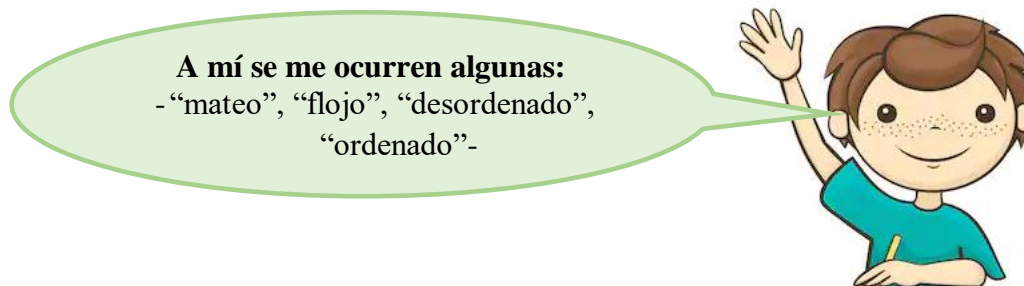 A mí se me ocurren algunas:
-“mateo”, “flojo”, “desordenado”,
“ordenado”-